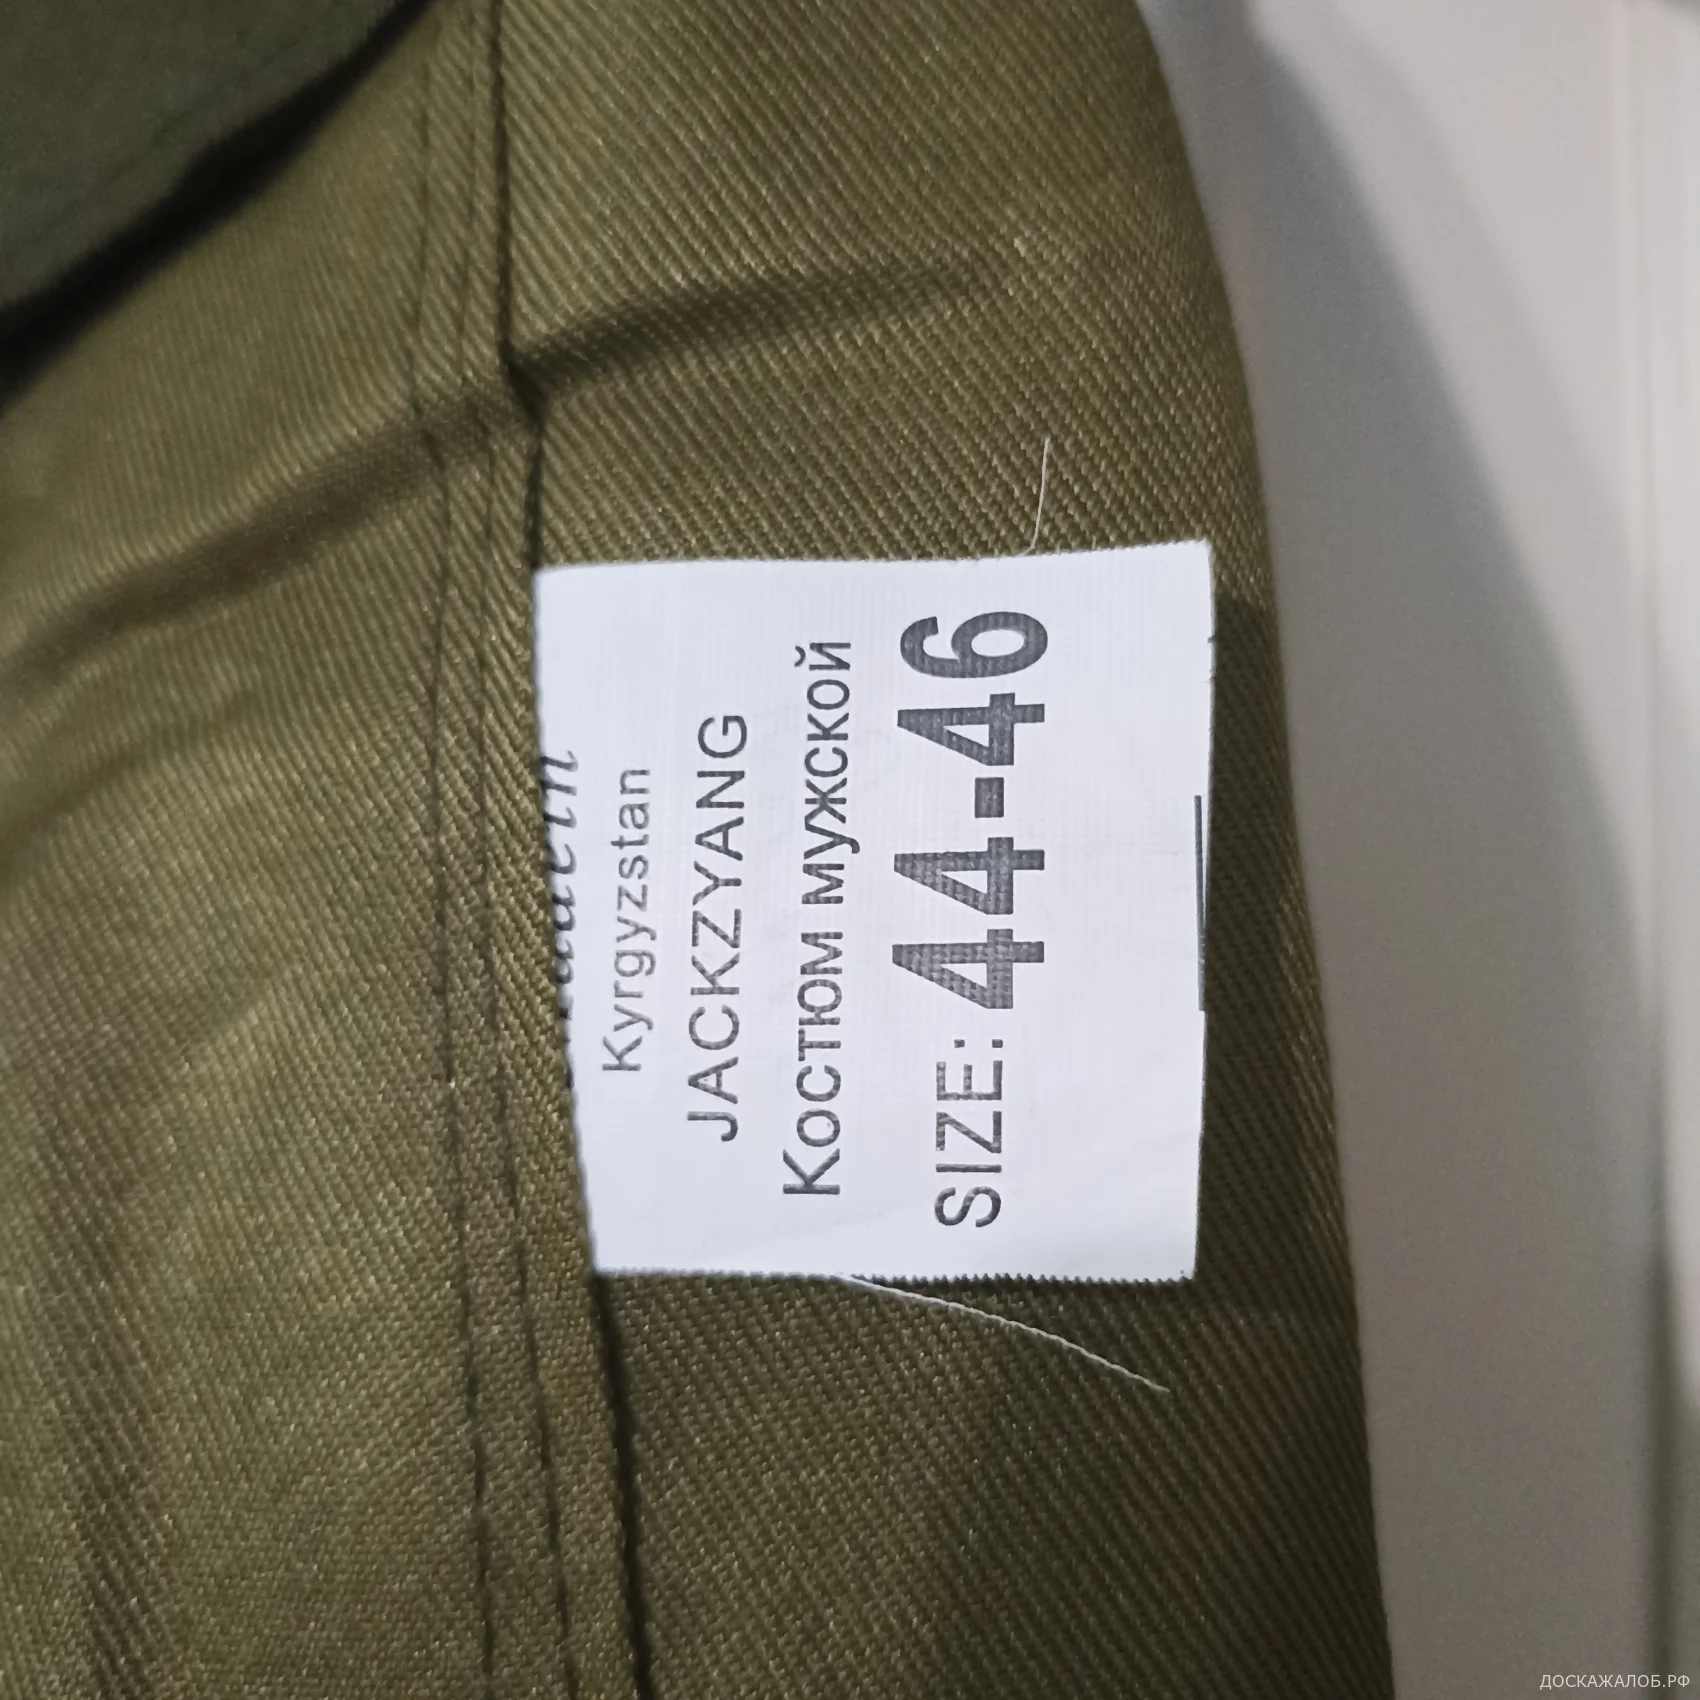 Kyrgyzstan
JACKZYANG
Костюм мужской
SIZE: 44-46
ДОСКАЖАЛОБ.РФ